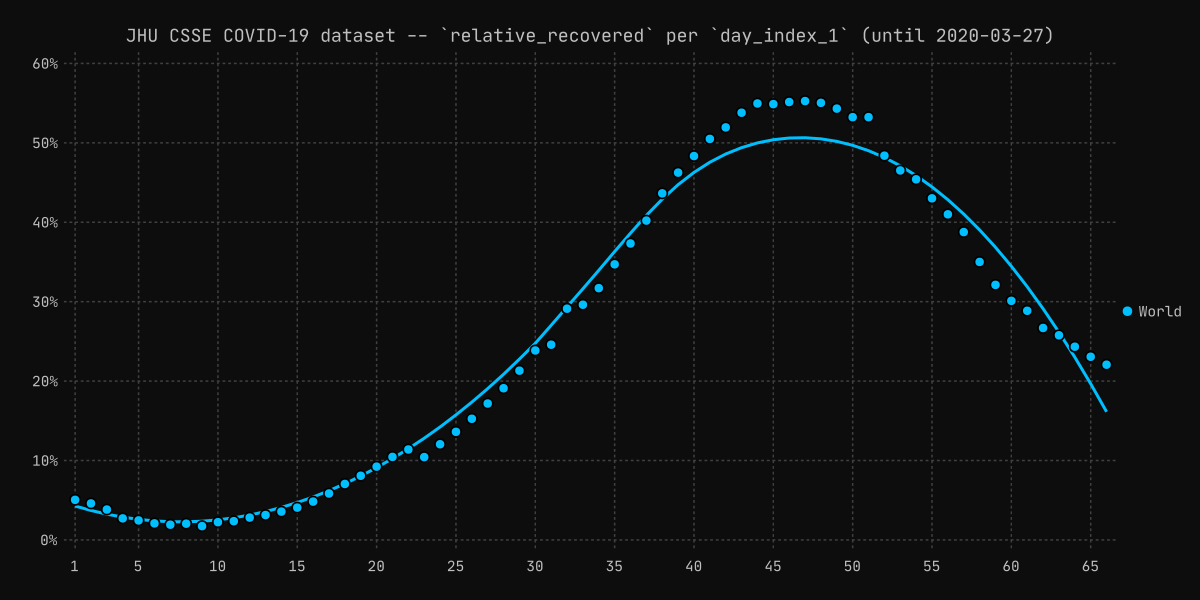 JHU CSSE COVID-19 dataset -- `relative_recovered` per `day_index_1` (until 2020-03-27)
60%
50%
40%
30%
20%
10%
0%
1 5 10 15 20 25 30 35 40 45 50 55 60 65
World